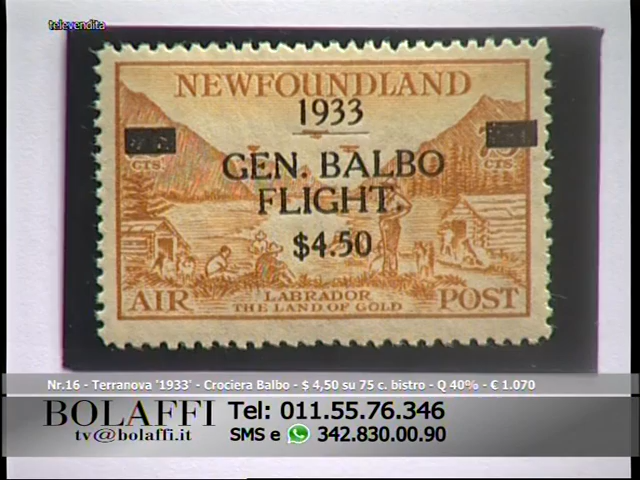 televendita
NEWFOUNDLAND
1933
CTS. CTS.
GEN. BALBO
FLIGHT.
$4.50
LABRADOR
AIR THE LAND OF GOLD POST
Nr.16 - Terranova '1933' - Crociera Balbo - $ 4,50 su 75 c. bistro - Q 40% - € 1.070
BOLAFFI Tel: 011.55.76.346
tv@bolaffi.it SMS e 342.830.00.90